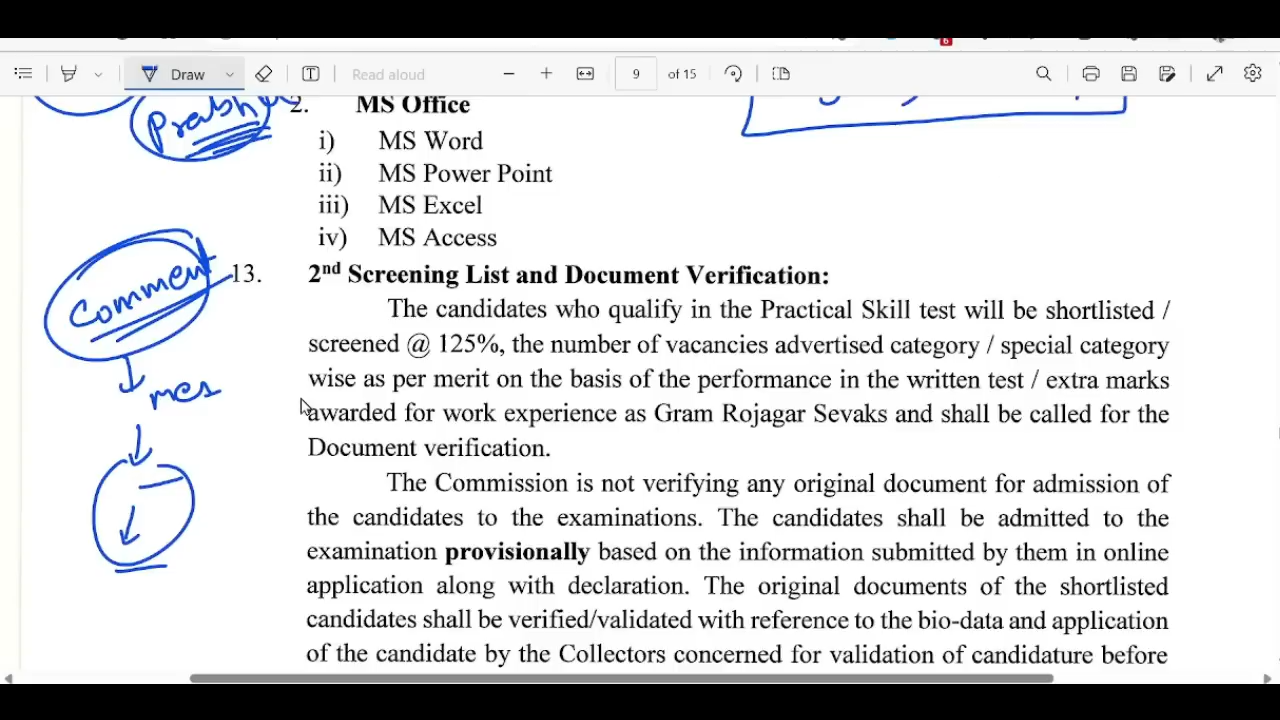 6
Draw
Read aloud
9 of 15
Prabhu
2. MS Office
i) MS Word
ii) MS Power Point
iii) MS Excel
iv) MS Access
Comment
mcs
13. 2nd Screening List and Document Verification:
The candidates who qualify in the Practical Skill test will be shortlisted /
screened @ 125%, the number of vacancies advertised category / special category
wise as per merit on the basis of the performance in the written test / extra marks
awarded for work experience as Gram Rojagar Sevaks and shall be called for the
Document verification.
The Commission is not verifying any original document for admission of
the candidates to the examinations. The candidates shall be admitted to the
examination provisionally based on the information submitted by them in online
application along with declaration. The original documents of the shortlisted
candidates shall be verified/validated with reference to the bio-data and application
of the candidate by the Collectors concerned for validation of candidature before